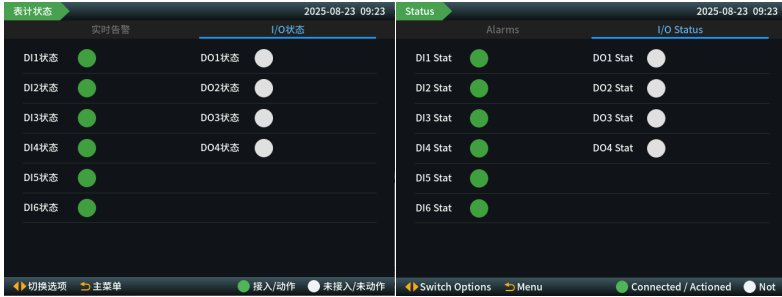 表计状态 2025-08-23 09:23
实时告警 I/O状态
DI1状态 DO1状态
DI2状态 DO2状态
DI3状态 DO3状态
DI4状态 DO4状态
DI5状态
DI6状态
切换选项 主菜单 接入/动作 未接入/未动作
Status 2025-08-23 09:23
Alarms I/O Status
DI1 Stat DO1 Stat
DI2 Stat DO2 Stat
DI3 Stat DO3 Stat
DI4 Stat DO4 Stat
DI5 Stat
DI6 Stat
Switch Options Menu Connected / Actioned Not